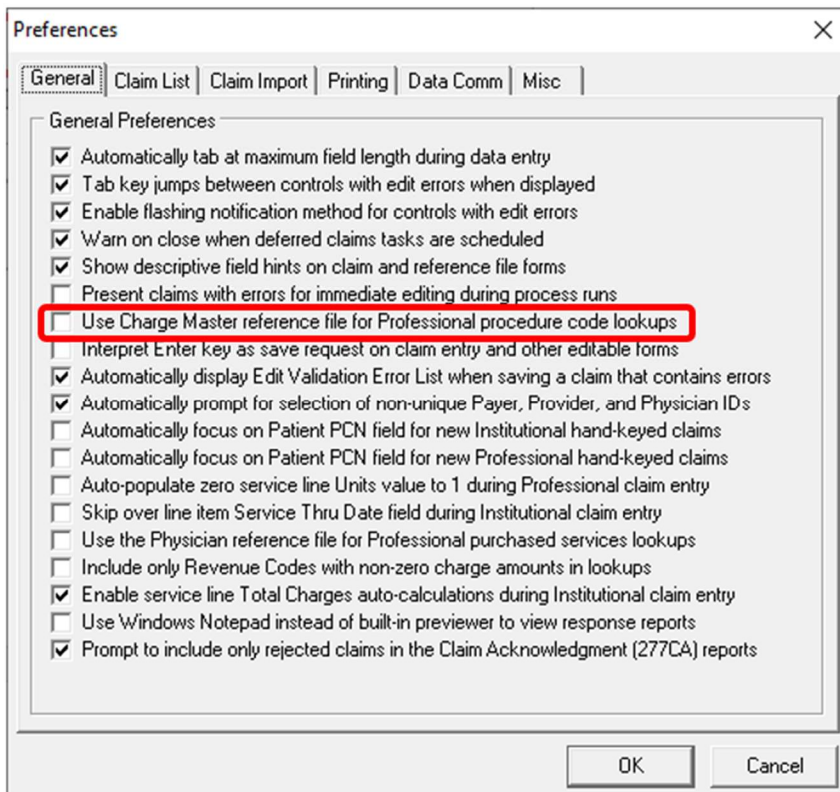 Preferences
General
Claim List
Claim Import
Printing
Data Comm
Misc
General Preferences
Automatically tab at maximum field length during data entry
Tab key jumps between controls with edit errors when displayed
Enable flashing notification method for controls with edit errors
Warn on close when deferred claims tasks are scheduled
Show descriptive field hints on claim and reference file forms
Present claims with errors for immediate editing during process runs
Use Charge Master reference file for Professional procedure code lookups
Interpret Enter key as save request on claim entry and other editable forms
Automatically display Edit Validation Error List when saving a claim that contains errors
Automatically prompt for selection of non-unique Payer, Provider, and Physician IDs
Automatically focus on Patient PCN field for new Institutional hand-keyed claims
Automatically focus on Patient PCN field for new Professional hand-keyed claims
Auto-populate zero service line Units value to 1 during Professional claim entry
Skip over line item Service Thru Date field during Institutional claim entry
Use the Physician reference file for Professional purchased services lookups
Include only Revenue Codes with non-zero charge amounts in lookups
Enable service line Total Charges auto-calculations during Institutional claim entry
Use Windows Notepad instead of built-in previewer to view response reports
Prompt to include only rejected claims in the Claim Acknowledgment (277CA) reports
OK
Cancel